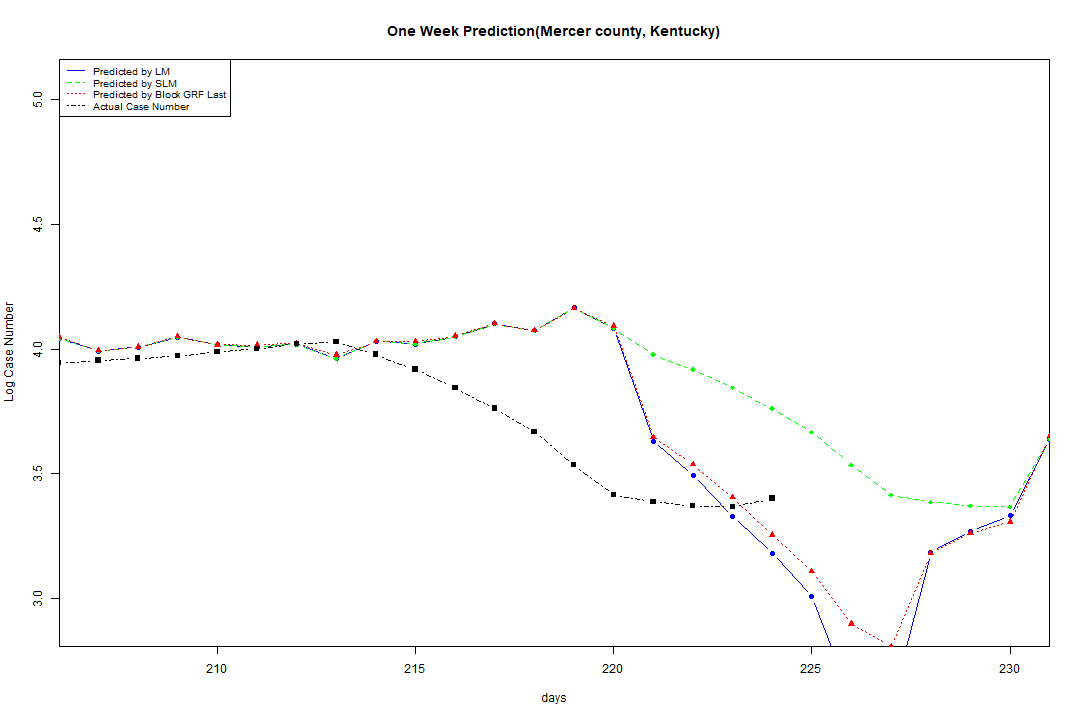 One Week Prediction(Mercer county, Kentucky)
Predicted by LM
Predicted by SLM
Predicted by Block GRF Last
Actual Case Number
Log Case Number
5.0
4.5
4.0
3.5
3.0
210 215 220 225 230
days